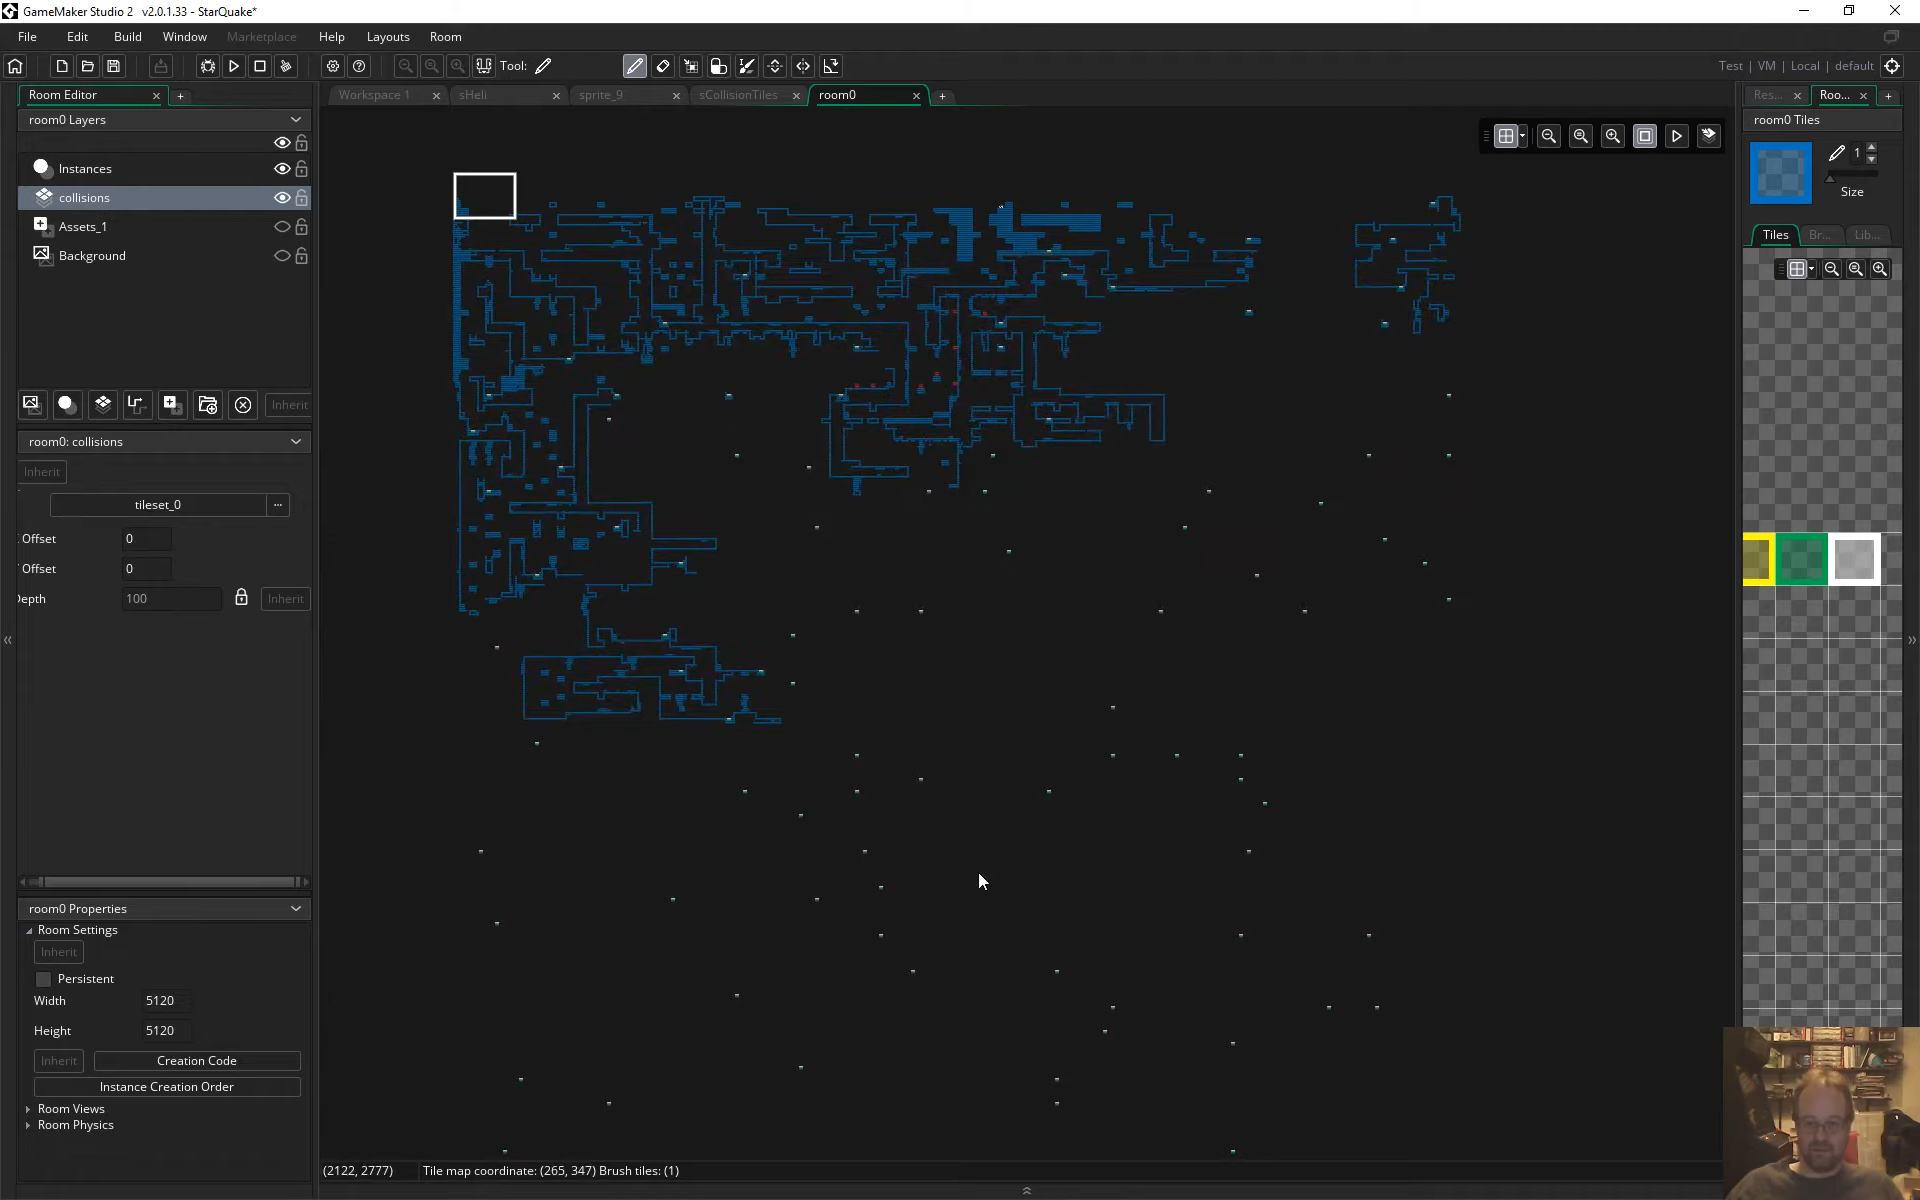 GameMaker Studio 2 v2.0.1.33 - StarQuake*
File Edit Build Window Marketplace Help Layouts Room
Tool:
Test | VM | Local | default
Room Editor
Workspace 1
sHeli
sprite_9
sCollisionTiles
room0
Res...
Roo...
room0 Layers
room0 Tiles
Instances
1
collisions
Size
Assets_1
Tiles
Br...
Lib...
Background
Inherit
room0: collisions
Inherit
tileset_0
...
Offset 0
Offset 0
Depth 100 Inherit
room0 Properties
Room Settings
Inherit
Persistent
Width 5120
Height 5120
Inherit Creation Code
Instance Creation Order
Room Views
Room Physics
(2122, 2777) Tile map coordinate: (265, 347) Brush tiles: (1)